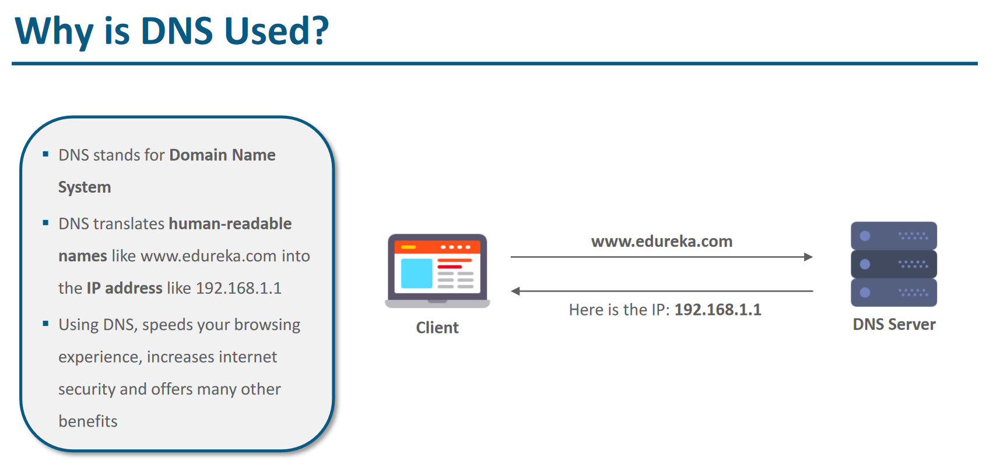 Why is DNS Used?
▪ DNS stands for Domain Name
System
▪ DNS translates human-readable
names like www.edureka.com into
the IP address like 192.168.1.1
▪ Using DNS, speeds your browsing
experience, increases internet
security and offers many other
benefits
www.edureka.com
Here is the IP: 192.168.1.1
Client
DNS Server